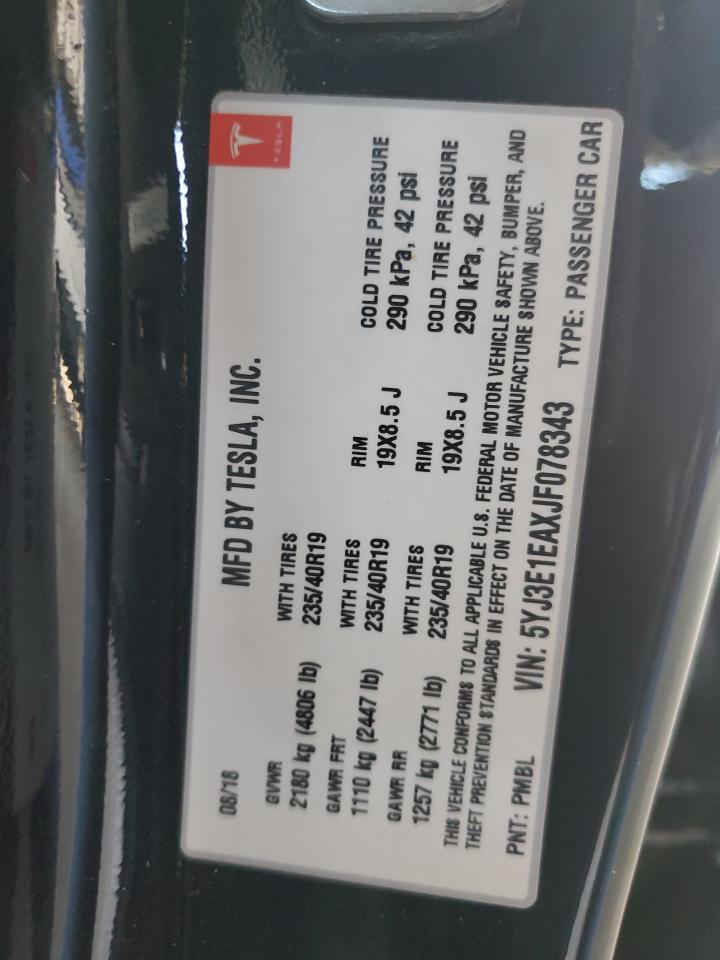 TESLA
MFD BY TESLA, INC.
08/18
GVWR WITH TIRES
2180 kg (4806 lb) 235/40R19
GAWR FRT WITH TIRES RIM COLD TIRE PRESSURE
1110 kg (2447 lb) 235/40R19 19X8.5 J 290 kPa, 42 psi
GAWR RR WITH TIRES RIM COLD TIRE PRESSURE
1257 kg (2771 lb) 235/40R19 19X8.5 J 290 kPa, 42 psi
THIS VEHICLE CONFORMS TO ALL APPLICABLE U.S. FEDERAL MOTOR VEHICLE SAFETY, BUMPER, AND
THEFT PREVENTION STANDARDS IN EFFECT ON THE DATE OF MANUFACTURE SHOWN ABOVE.
PNT: PMBL VIN: 5YJ3E1EAXJF078343 TYPE: PASSENGER CAR